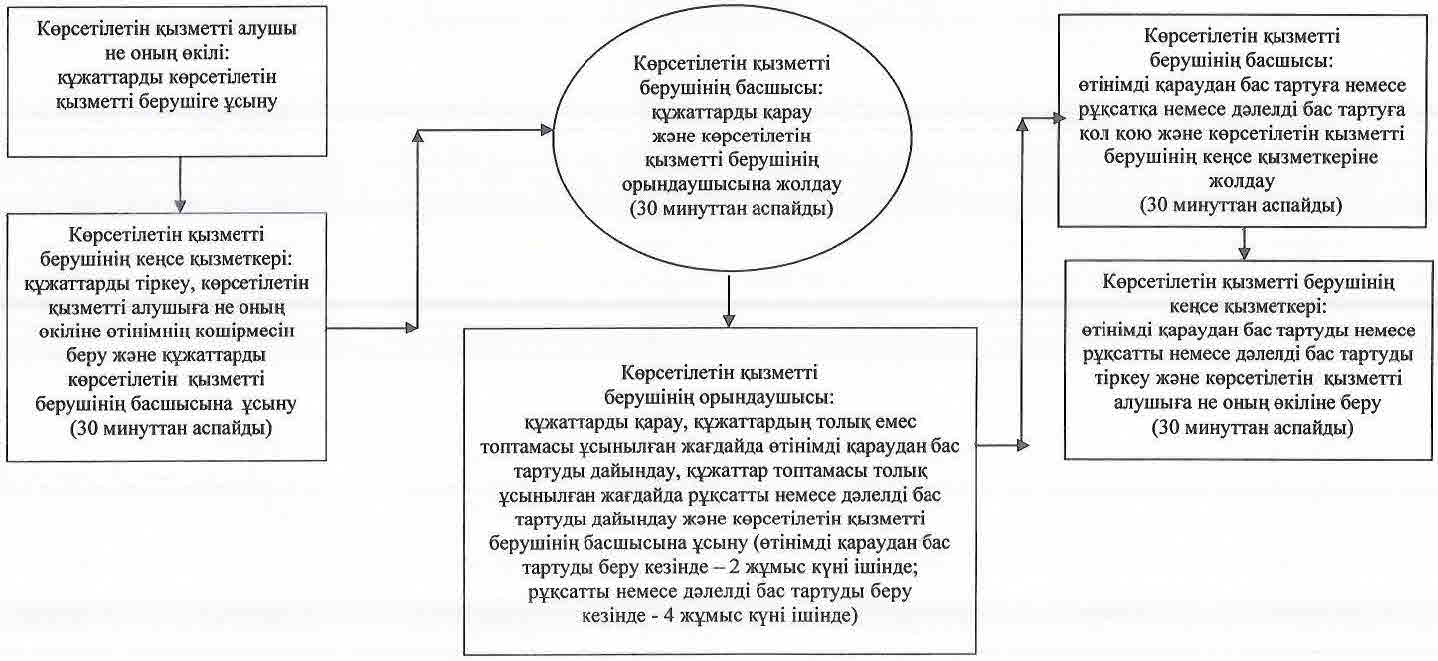 Көрсетілетін қызметті алушы
не оның өкілі:
құжаттарды көрсетілетін
қызметті берушіге ұсыну
Көрсетілетін қызметті
берушінің кеңсе қызметкері:
құжаттарды тіркеу, көрсетілетін
қызметті алушыға не оның
өкіліне өтінімнің көшірмесін
беру және құжаттарды
көрсетілетін қызметті
берушінің басшысына ұсыну
(30 минуттан аспайды)
Көрсетілетін қызметті
берушінің басшысы:
құжаттарды қарау
және көрсетілетін
қызметті берушінің
орындаушысына жолдау
(30 минуттан аспайды)
Көрсетілетін қызметті
берушінің орындаушысы:
құжаттарды қарау, құжаттардың толық емес
топтамасы ұсынылған жағдайда өтінімді қараудан бас
тартуды дайындау, құжаттар топтамасы толық
ұсынылған жағдайда рұқсатты немесе дәлелді бас
тартуды дайындау және көрсетілетін қызметті
берушінің басшысына ұсыну (өтінімді қараудан бас
тартуды беру кезінде – 2 жұмыс күні ішінде;
рұқсатты немесе дәлелді бас тартуды беру
кезінде - 4 жұмыс күні ішінде)
Көрсетілетін қызметті
берушінің басшысы:
өтінімді қараудан бас тартуға немесе
рұқсатқа немесе дәлелді бас тартуға
қол қою және көрсетілетін қызметті
берушінің кеңсе қызметкеріне
жолдау
(30 минуттан аспайды)
Көрсетілетін қызметті берушінің
кеңсе қызметкері:
өтінімді қараудан бас тартуды немесе
рұқсатты немесе дәлелді бас тартуды
тіркеу және көрсетілетін қызметті
алушыға не оның өкіліне беру
(30 минуттан аспайды)